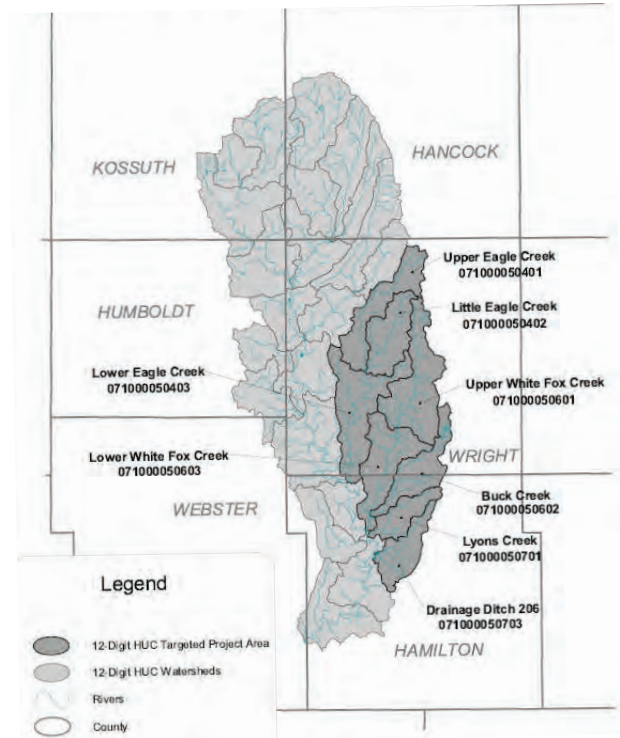 KOSSUTH
HANCOCK
Upper Eagle Creek
071000050401
HUMBOLDT
Little Eagle Creek
071000050402
Lower Eagle Creek
071000050403
Upper White Fox Creek
071000050601
Lower White Fox Creek
071000050603
WRIGHT
WEBSTER
Buck Creek
071000050602
Lyons Creek
071000050701
Drainage Ditch 206
071000050703
HAMILTON
Legend
12-Digit HUC Targeted Project Area
12-Digit HUC Watersheds
Rivers
County